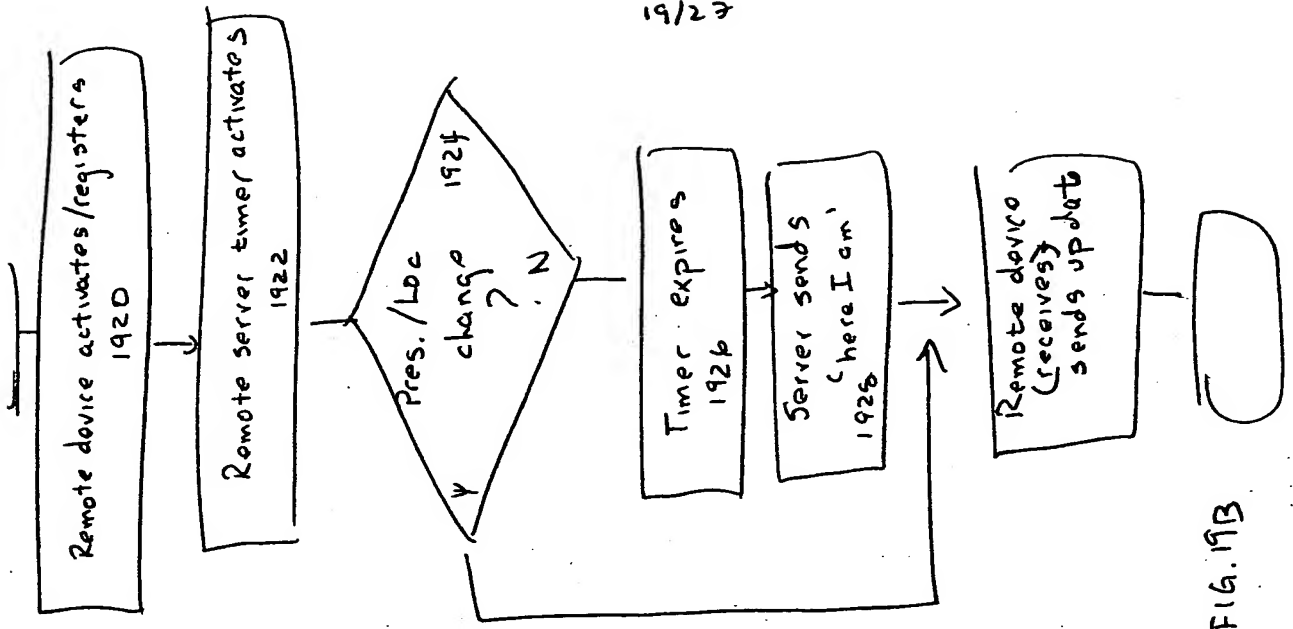 19/27
Remote device activates/registers
1920
Remote server timer activates
1922
Pres./Loc
1924
change
?
Y
N
Timer expires
1926
Server sends
'here I am'
1928
Remote device
(receives)
sends updat
FIG. 19B